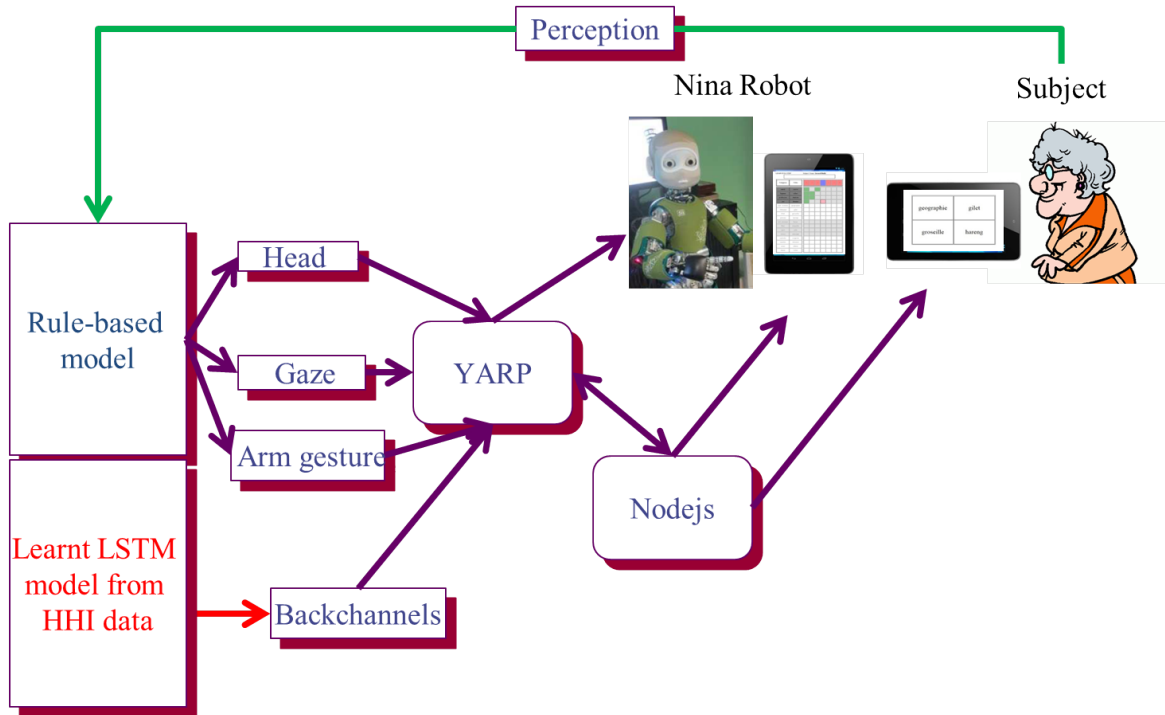 Perception
Nina Robot
Subject
geographie
gilet
groseille
hareng
Head
Rule-based
model
Gaze
YARP
Arm gesture
Nodejs
Learnt LSTM
model from
HHI data
Backchannels